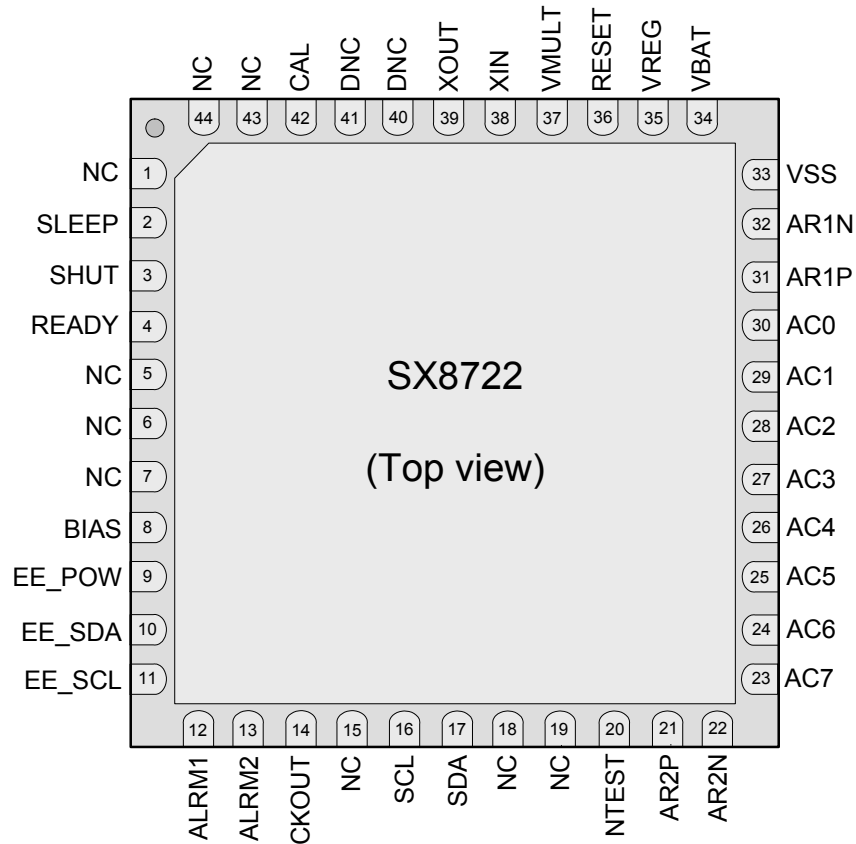 NC
NC
CAL
DNC
DNC
XOUT
XIN
VMULT
RESET
VREG
VBAT
44
43
42
41
40
39
38
37
36
35
34
NC 1
SLEEP 2
SHUT 3
READY 4
NC 5
NC 6
NC 7
BIAS 8
EE_POW 9
EE_SDA 10
EE_SCL 11
SX8722
(Top view)
33 VSS
32 AR1N
31 AR1P
30 AC0
29 AC1
28 AC2
27 AC3
26 AC4
25 AC5
24 AC6
23 AC7
12
13
14
15
16
17
18
19
20
21
22
ALRM1
ALRM2
CKOUT
NC
SCL
SDA
NC
NC
NTEST
AR2P
AR2N